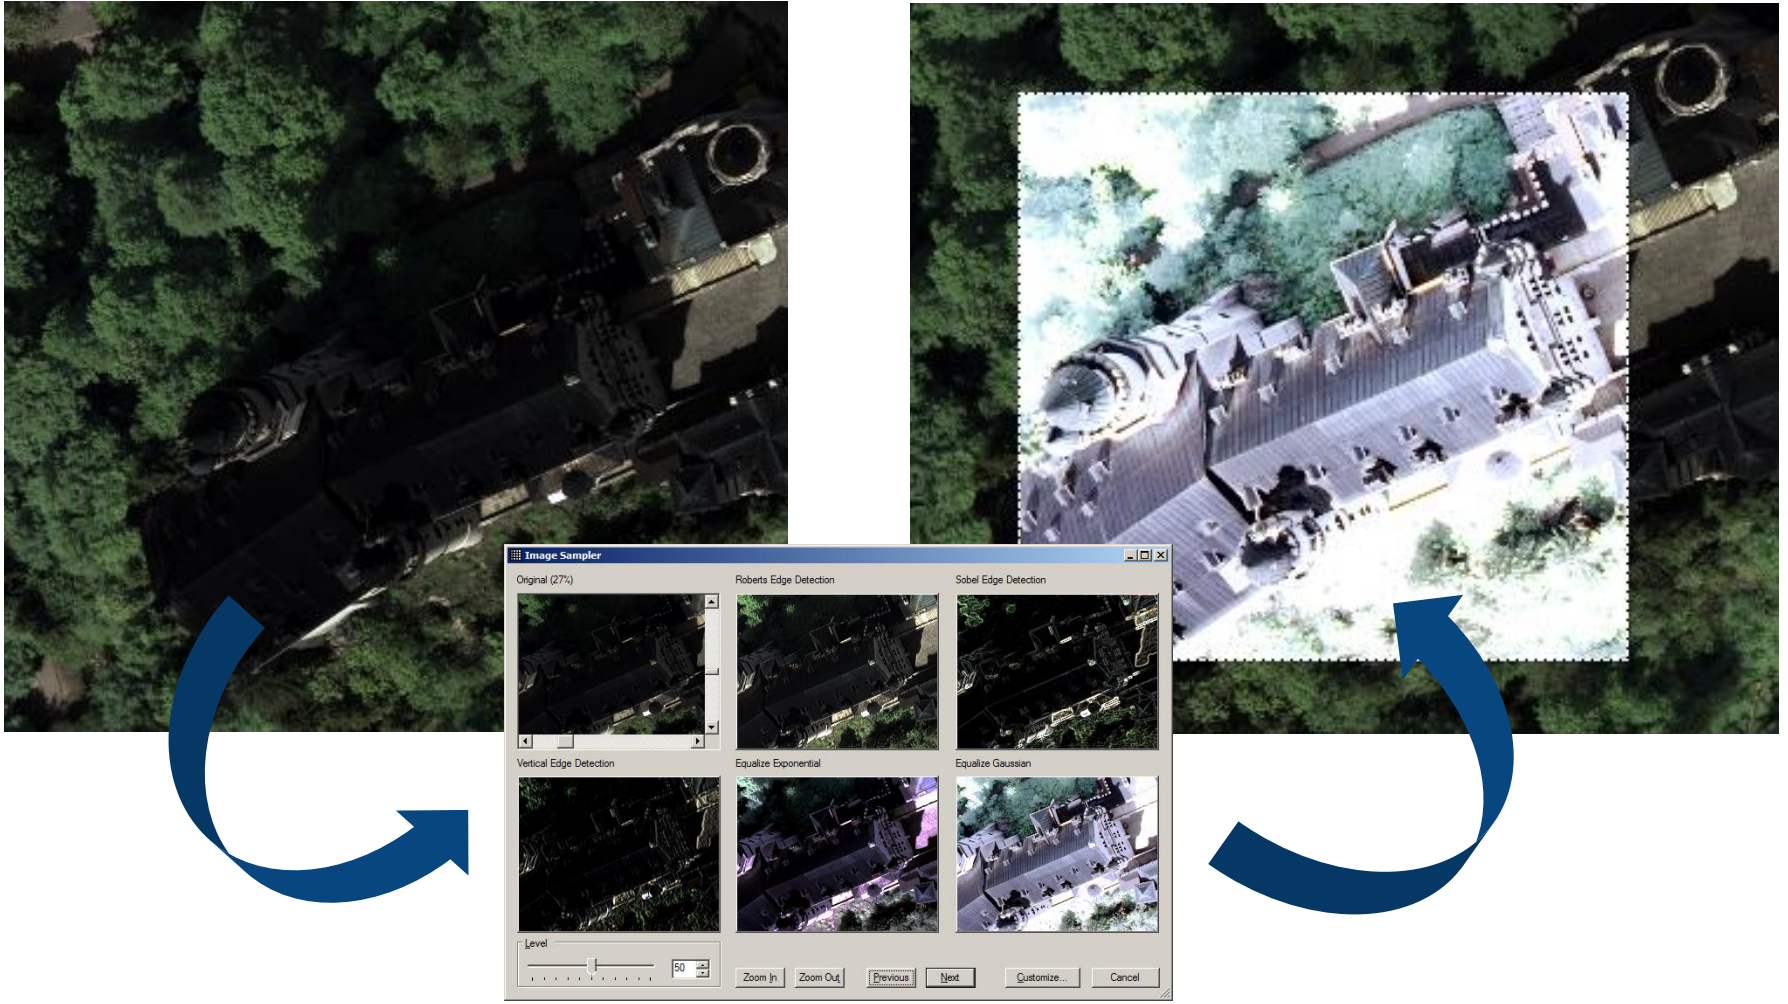 Image Sampler
Original (27%)
Roberts Edge Detection
Sobel Edge Detection
Vertical Edge Detection
Equalize Exponential
Equalize Gaussian
Level
50
Zoom In
Zoom Out
Previous
Next
Customize...
Cancel